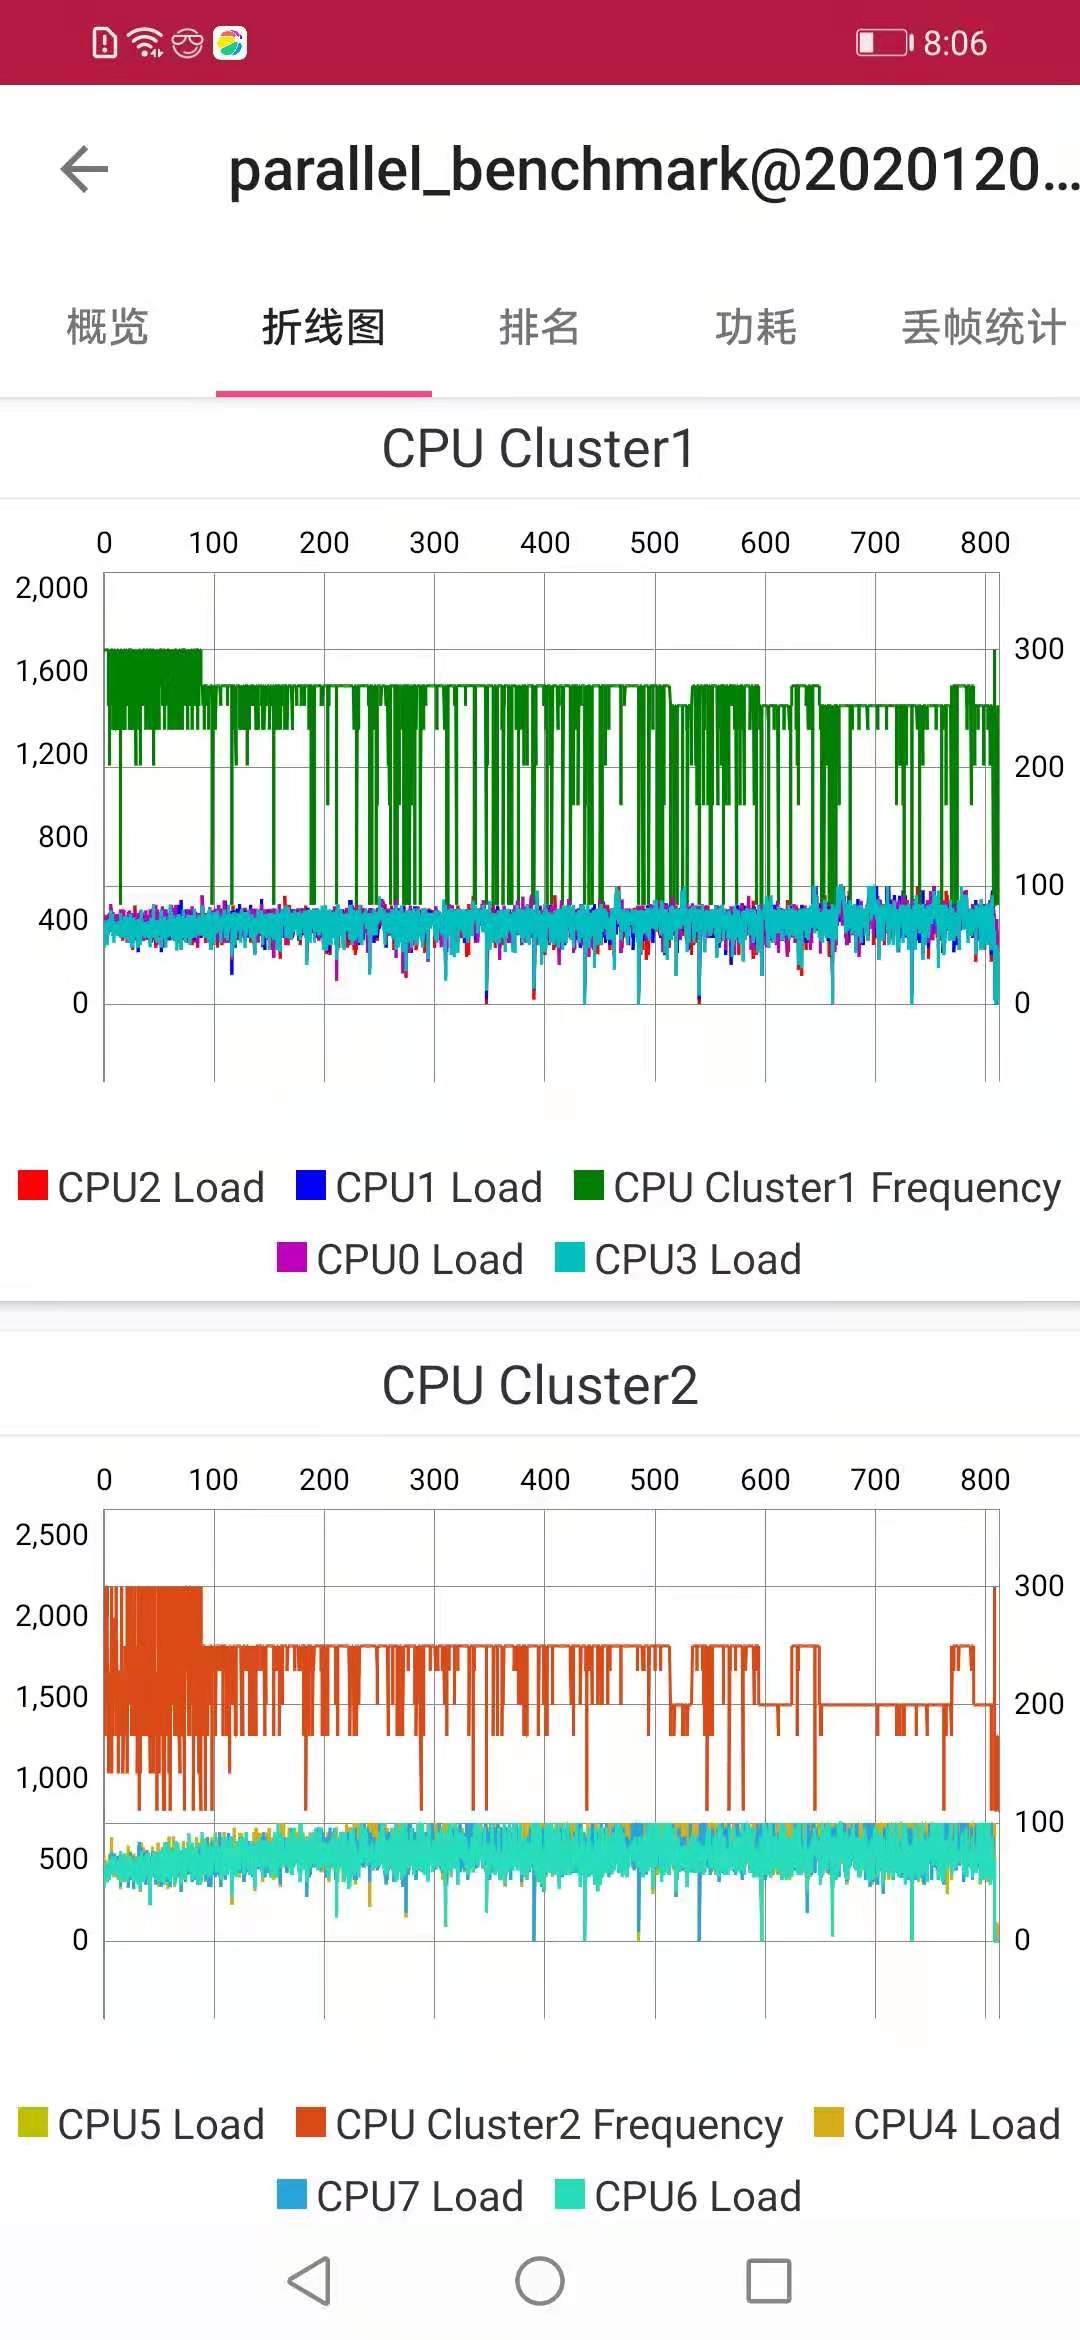 8:06
parallel_benchmark@2020120...
概览 折线图 排名 功耗 丢帧统计
CPU Cluster1
0 100 200 300 400 500 600 700 800
2,000
300
1,600
1,200
200
800
100
400
0 0
CPU2 Load CPU1 Load CPU Cluster1 Frequency
CPU0 Load CPU3 Load
CPU Cluster2
0 100 200 300 400 500 600 700 800
2,500
300
2,000
1,500 200
1,000
100
500
0 0
CPU5 Load CPU Cluster2 Frequency CPU4 Load
CPU7 Load CPU6 Load